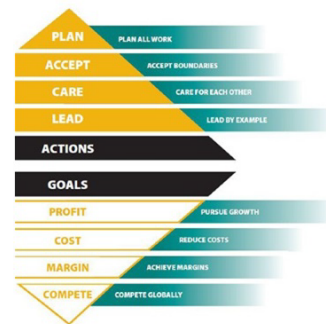 PLAN PLAN ALL WORK
ACCEPT ACCEPT BOUNDARIES
CARE CARE FOR EACH OTHER
LEAD LEAD BY EXAMPLE
ACTIONS
GOALS
PROFIT PURSUE GROWTH
COST REDUCE COSTS
MARGIN ACHIEVE MARGINS
COMPETE COMPETE GLOBALLY